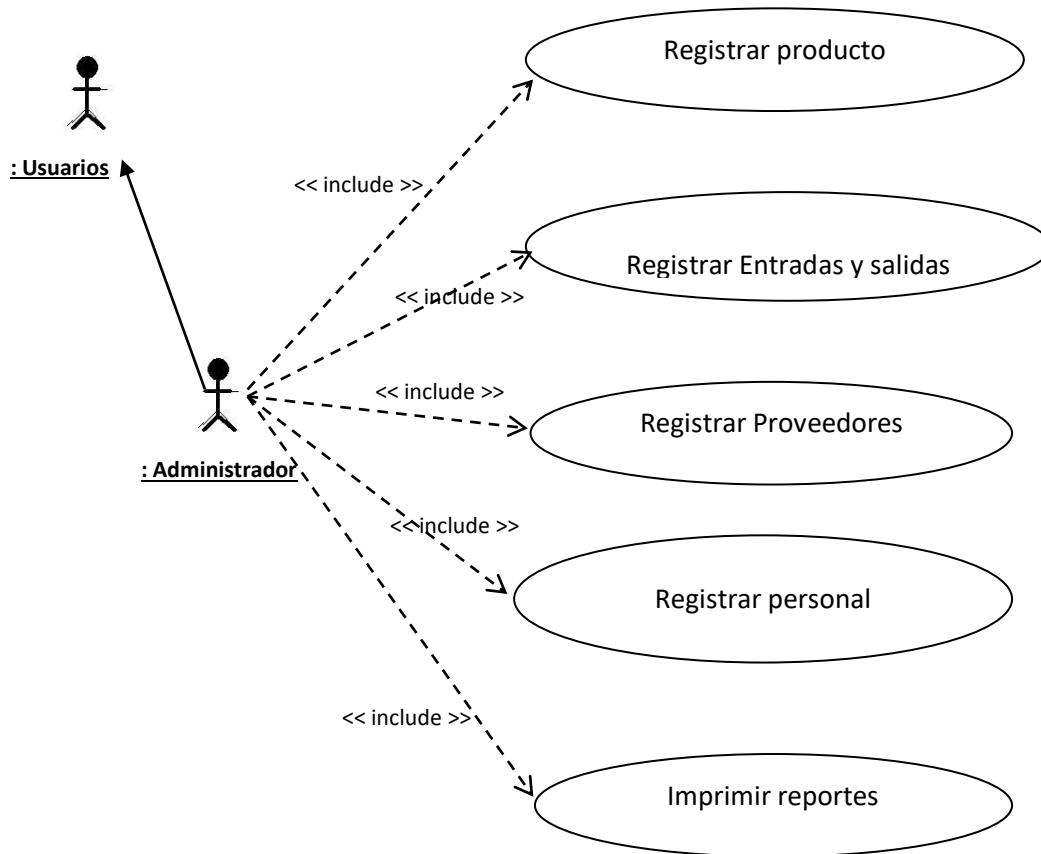 Registrar producto
: Usuarios
<< include >>
Registrar Entradas y salidas
<< include >>
<< include >>
Registrar Proveedores
: Administrador
<< include >>
Registrar personal
<< include >>
Imprimir reportes